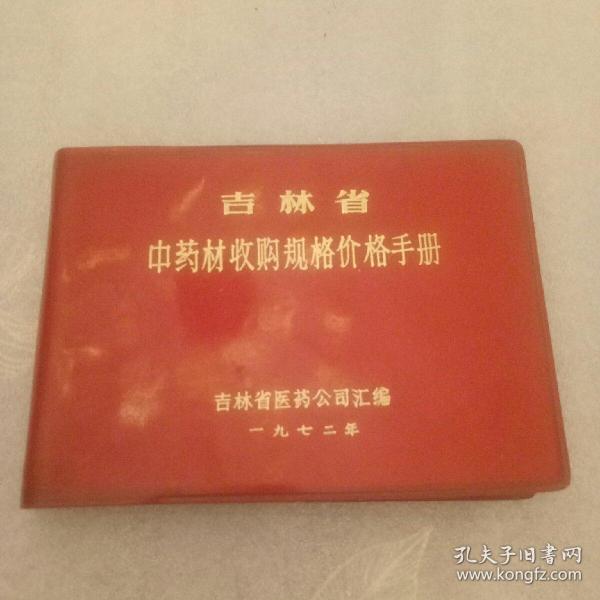 吉林省
中药材收购规格价格手册
吉林省医药公司汇编
一九七二年
孔夫子旧书网
www.kongfz.com